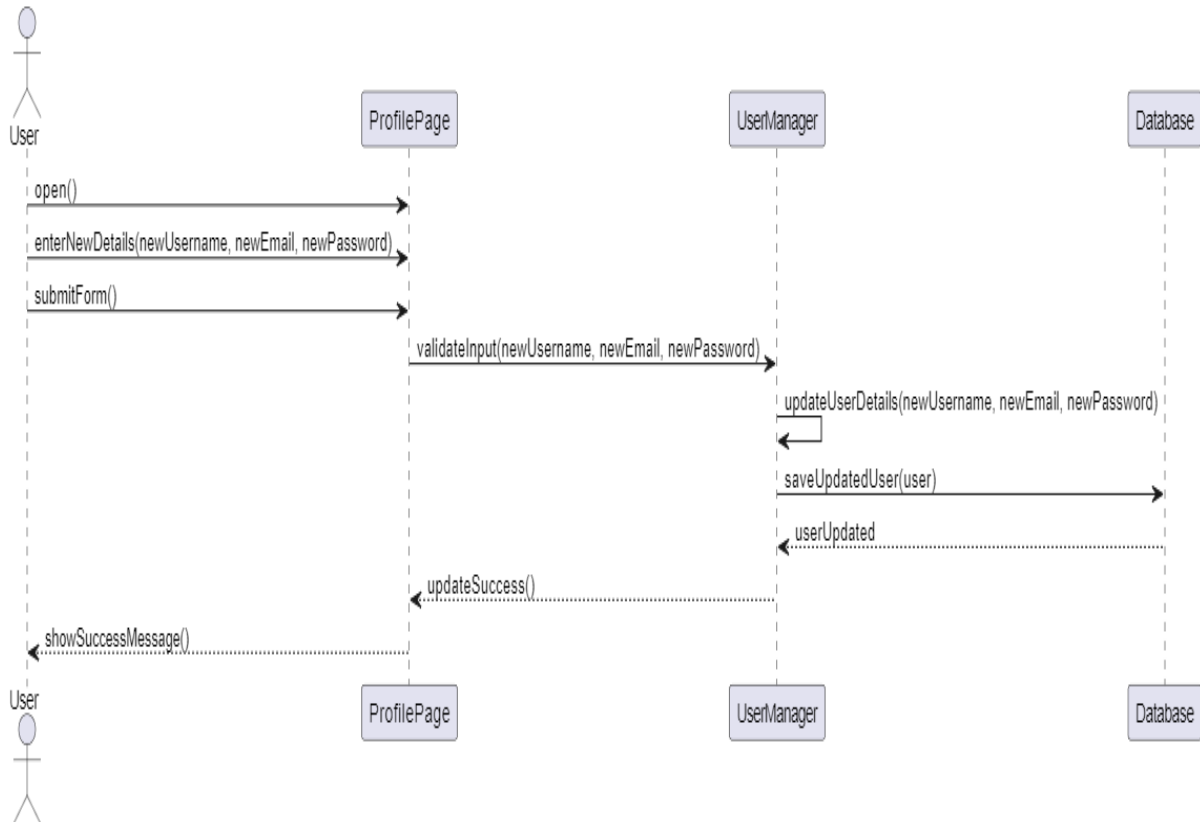 User
ProfilePage
UserManager
Database
open()
enterNewDetails(newUsername, newEmail, newPassword)
submitForm()
validateInput(newUsername, newEmail, newPassword)
updateUserDetails(newUsername, newEmail, newPassword)
saveUpdatedUser(user)
userUpdated
updateSuccess()
showSuccessMessage()
User
ProfilePage
UserManager
Database